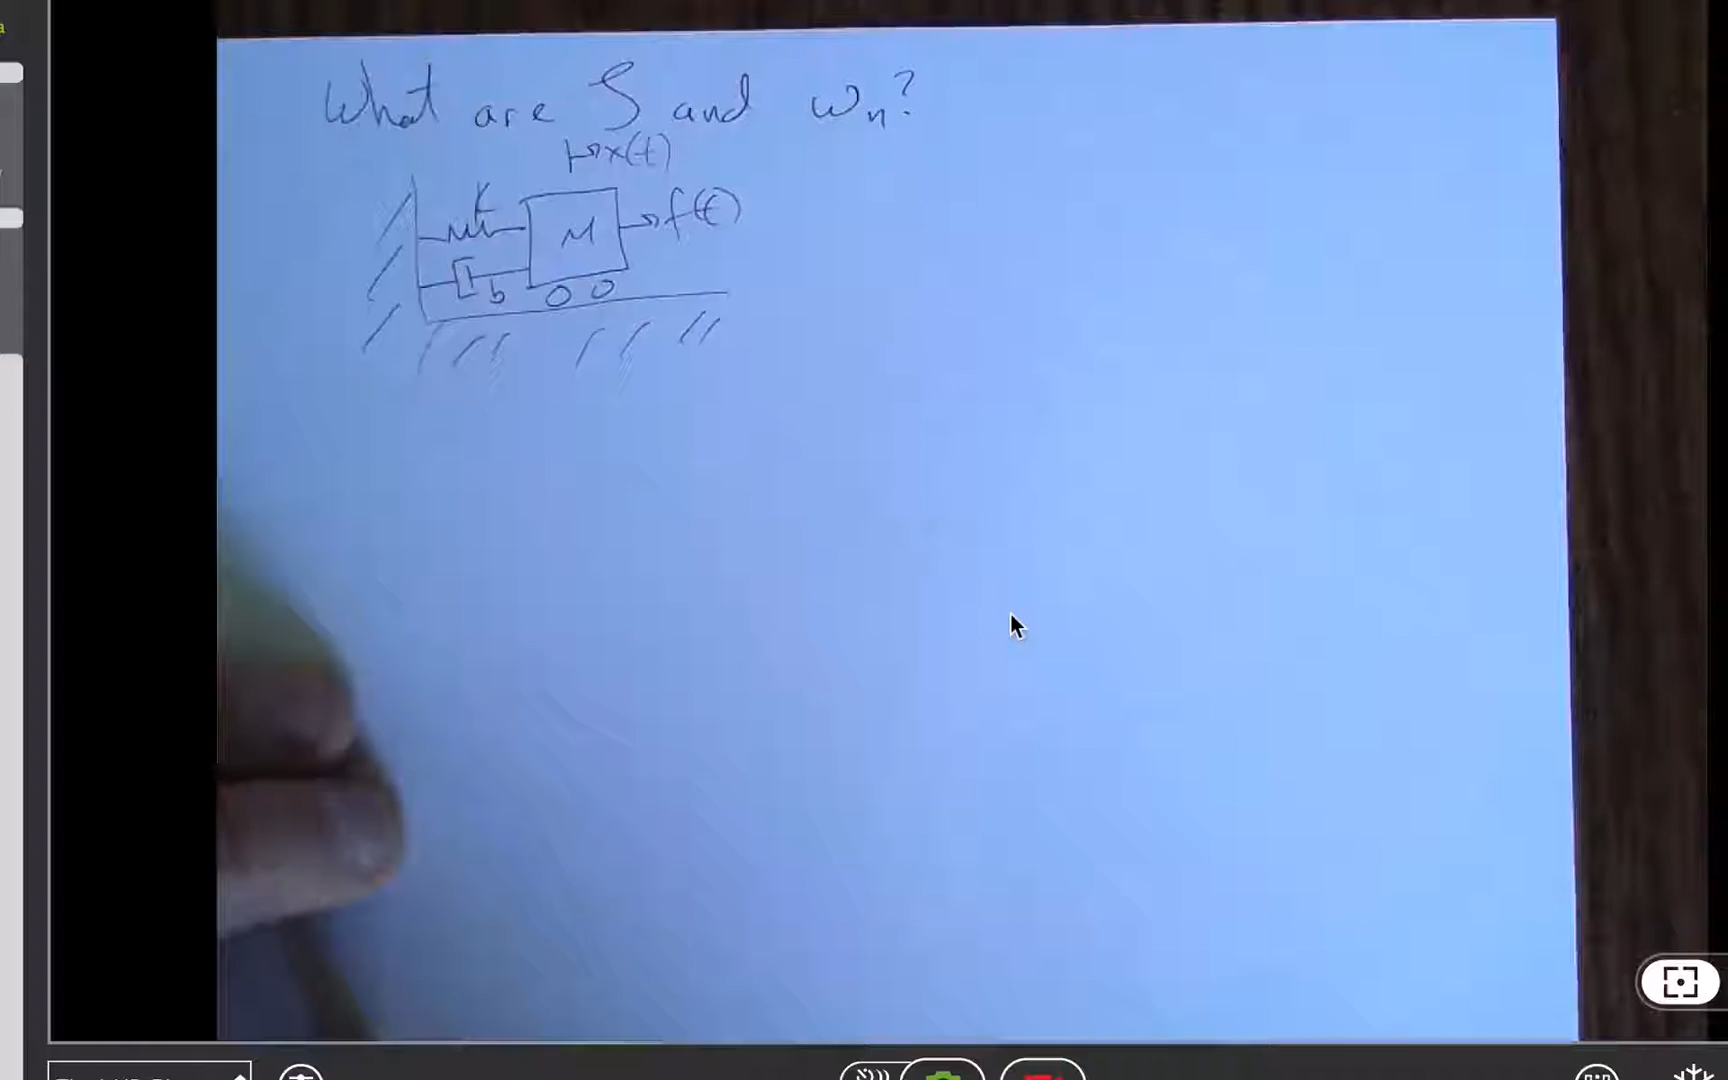 What are ζ and ωn?
x(t)
K
M
f(t)
b